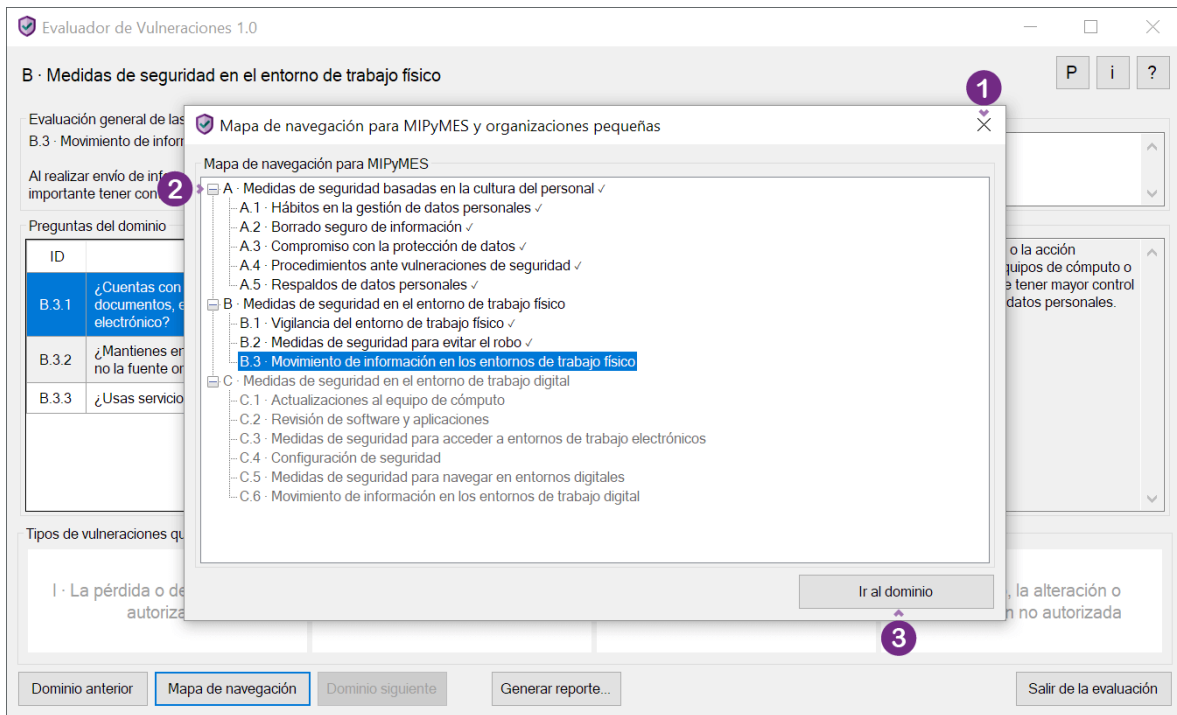 Evaluador de Vulneraciones 1.0
B · Medidas de seguridad en el entorno de trabajo físico
P i ?
1
Evaluación general de las
B.3 · Movimiento de infor
Al realizar envío de info
importante tener con
Mapa de navegación para MIPyMES y organizaciones pequeñas
Mapa de navegación para MIPyMES
2
A · Medidas de seguridad basadas en la cultura del personal ✓
A.1 · Hábitos en la gestión de datos personales ✓
A.2 · Borrado seguro de información ✓
A.3 · Compromiso con la protección de datos ✓
A.4 · Procedimientos ante vulneraciones de seguridad ✓
A.5 · Respaldos de datos personales ✓
B · Medidas de seguridad en el entorno de trabajo físico
B.1 · Vigilancia del entorno de trabajo físico ✓
B.2 · Medidas de seguridad para evitar el robo ✓
B.3 · Movimiento de información en los entornos de trabajo físico
C · Medidas de seguridad en el entorno de trabajo digital
C.1 · Actualizaciones al equipo de cómputo
C.2 · Revisión de software y aplicaciones
C.3 · Medidas de seguridad para acceder a entornos de trabajo electrónicos
C.4 · Configuración de seguridad
C.5 · Medidas de seguridad para navegar en entornos digitales
C.6 · Movimiento de información en los entornos de trabajo digital
Ir al dominio
3
Preguntas del dominio
ID
B.3.1
¿Cuentas con
documentos, e
electrónico?
B.3.2
¿Mantienes en
no la fuente or
B.3.3
¿Usas servicio
o la acción
quipos de cómputo o
e tener mayor control
datos personales.
Tipos de vulneraciones qu
I · La pérdida o de
autoriza
, la alteración o
n no autorizada
Dominio anterior
Mapa de navegación
Dominio siguiente
Generar reporte...
Salir de la evaluación